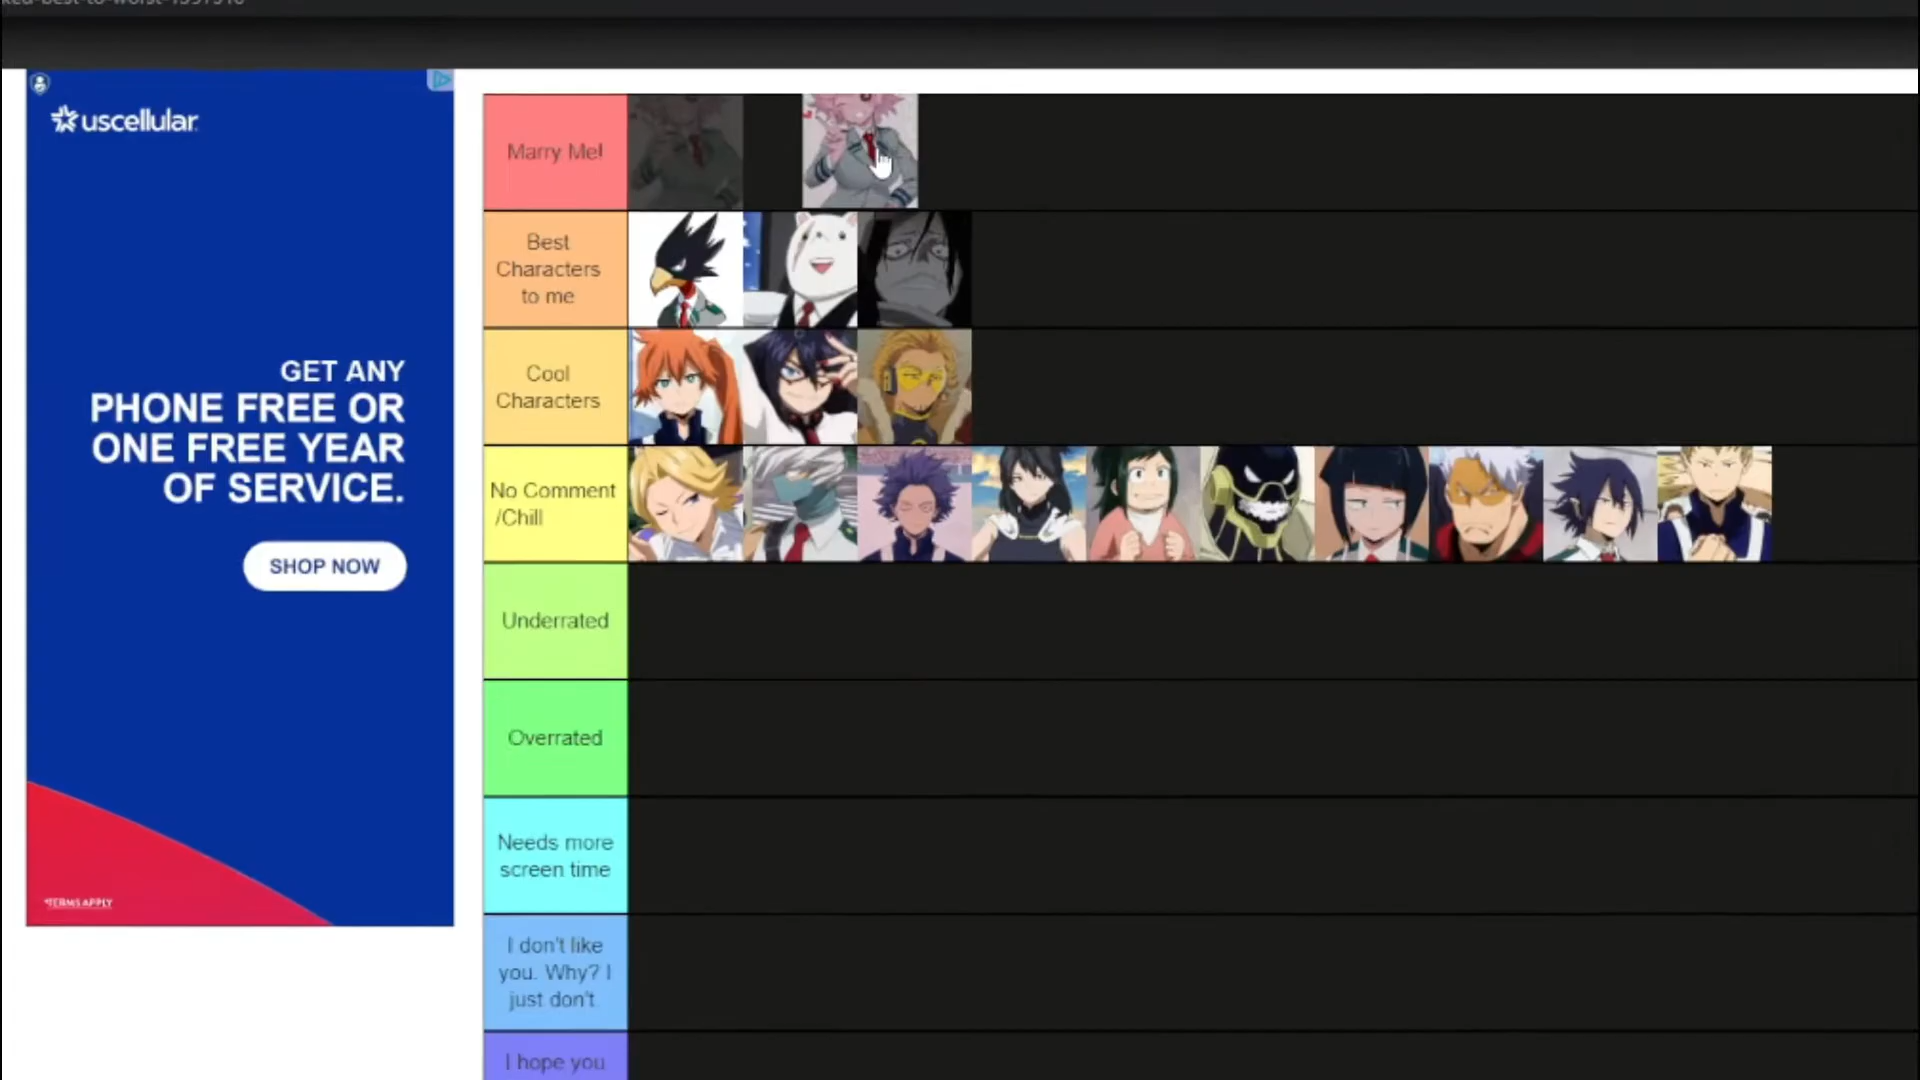 uscellular
GET ANY
PHONE FREE OR
ONE FREE YEAR
OF SERVICE.
SHOP NOW
*TERMS APPLY
Marry Me!
Best
Characters
to me
Cool
Characters
No Comment
/Chill
Underrated
Overrated
Needs more
screen time
I don't like
you. Why? I
just don't
I hope you